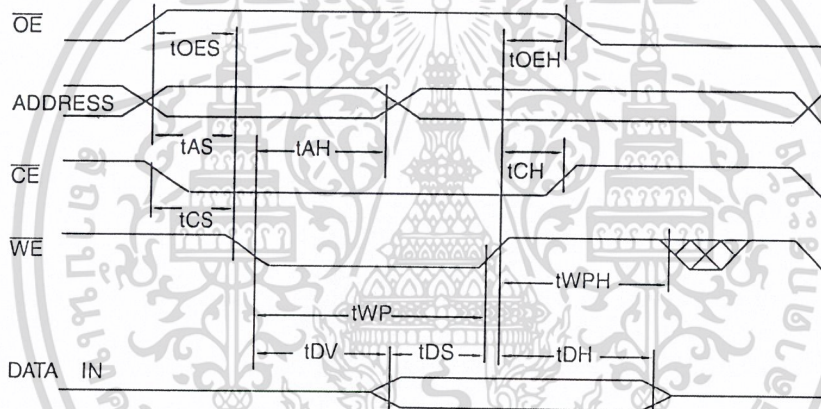 OE
tOES
tOEH
ADDRESS
tAS
tAH
CE
tCH
tCS
WE
tWPH
tWP
tDV
tDS
tDH
DATA IN